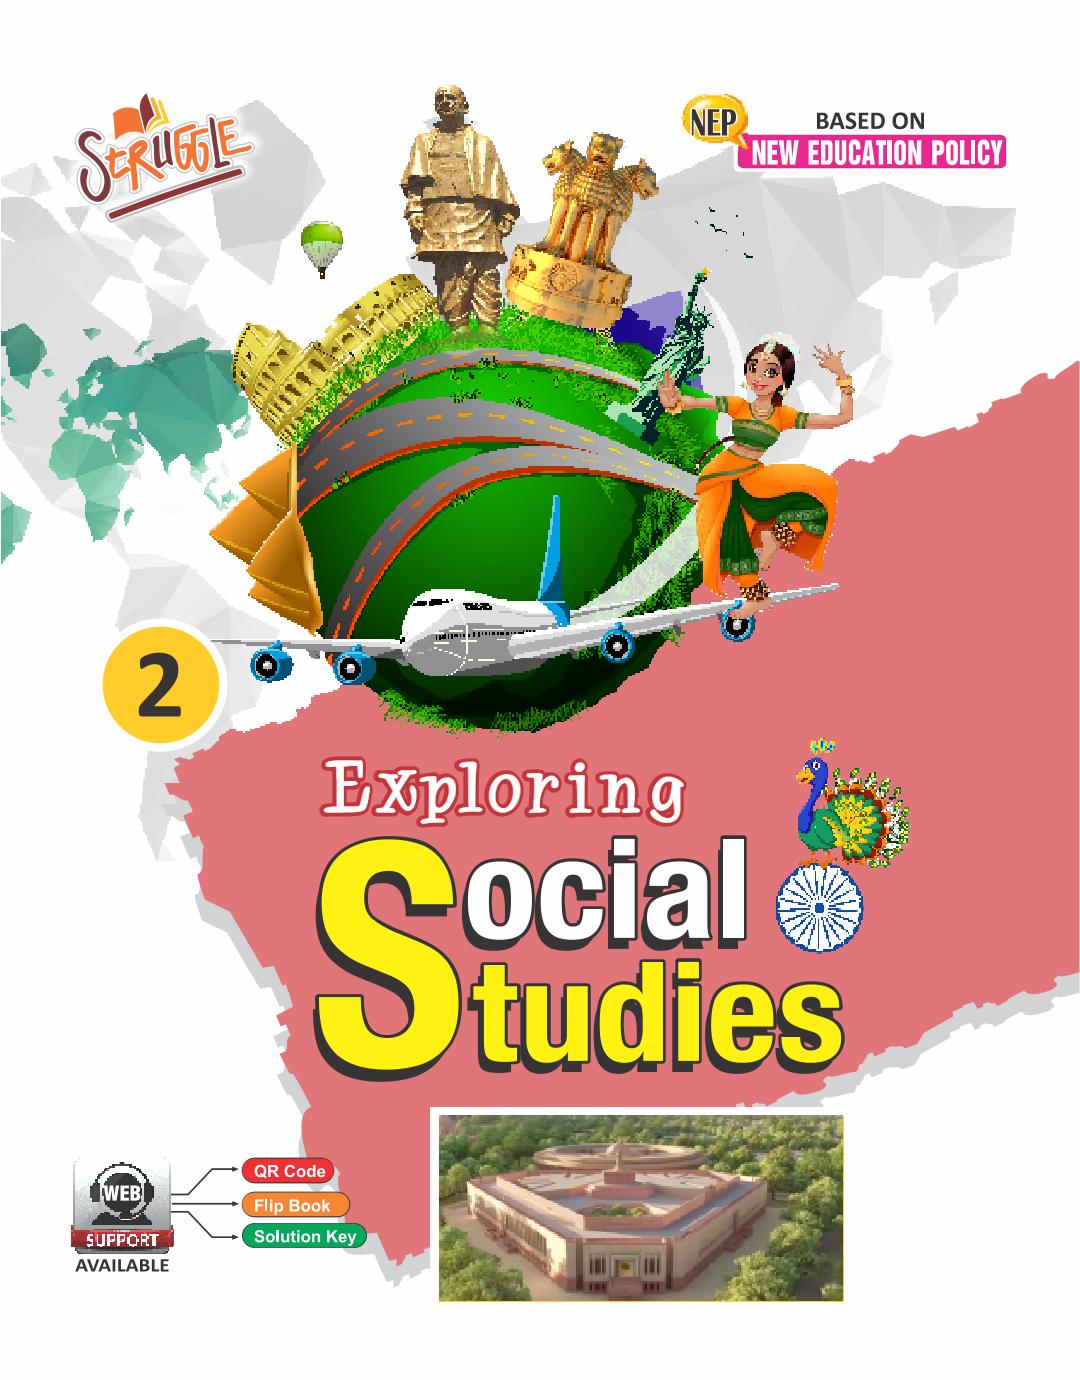 STRUGGLE
NEP
BASED ON
NEW EDUCATION POLICY
2
Exploring
Social
Studies
WEB
SUPPORT
AVAILABLE
QR Code
Flip Book
Solution Key